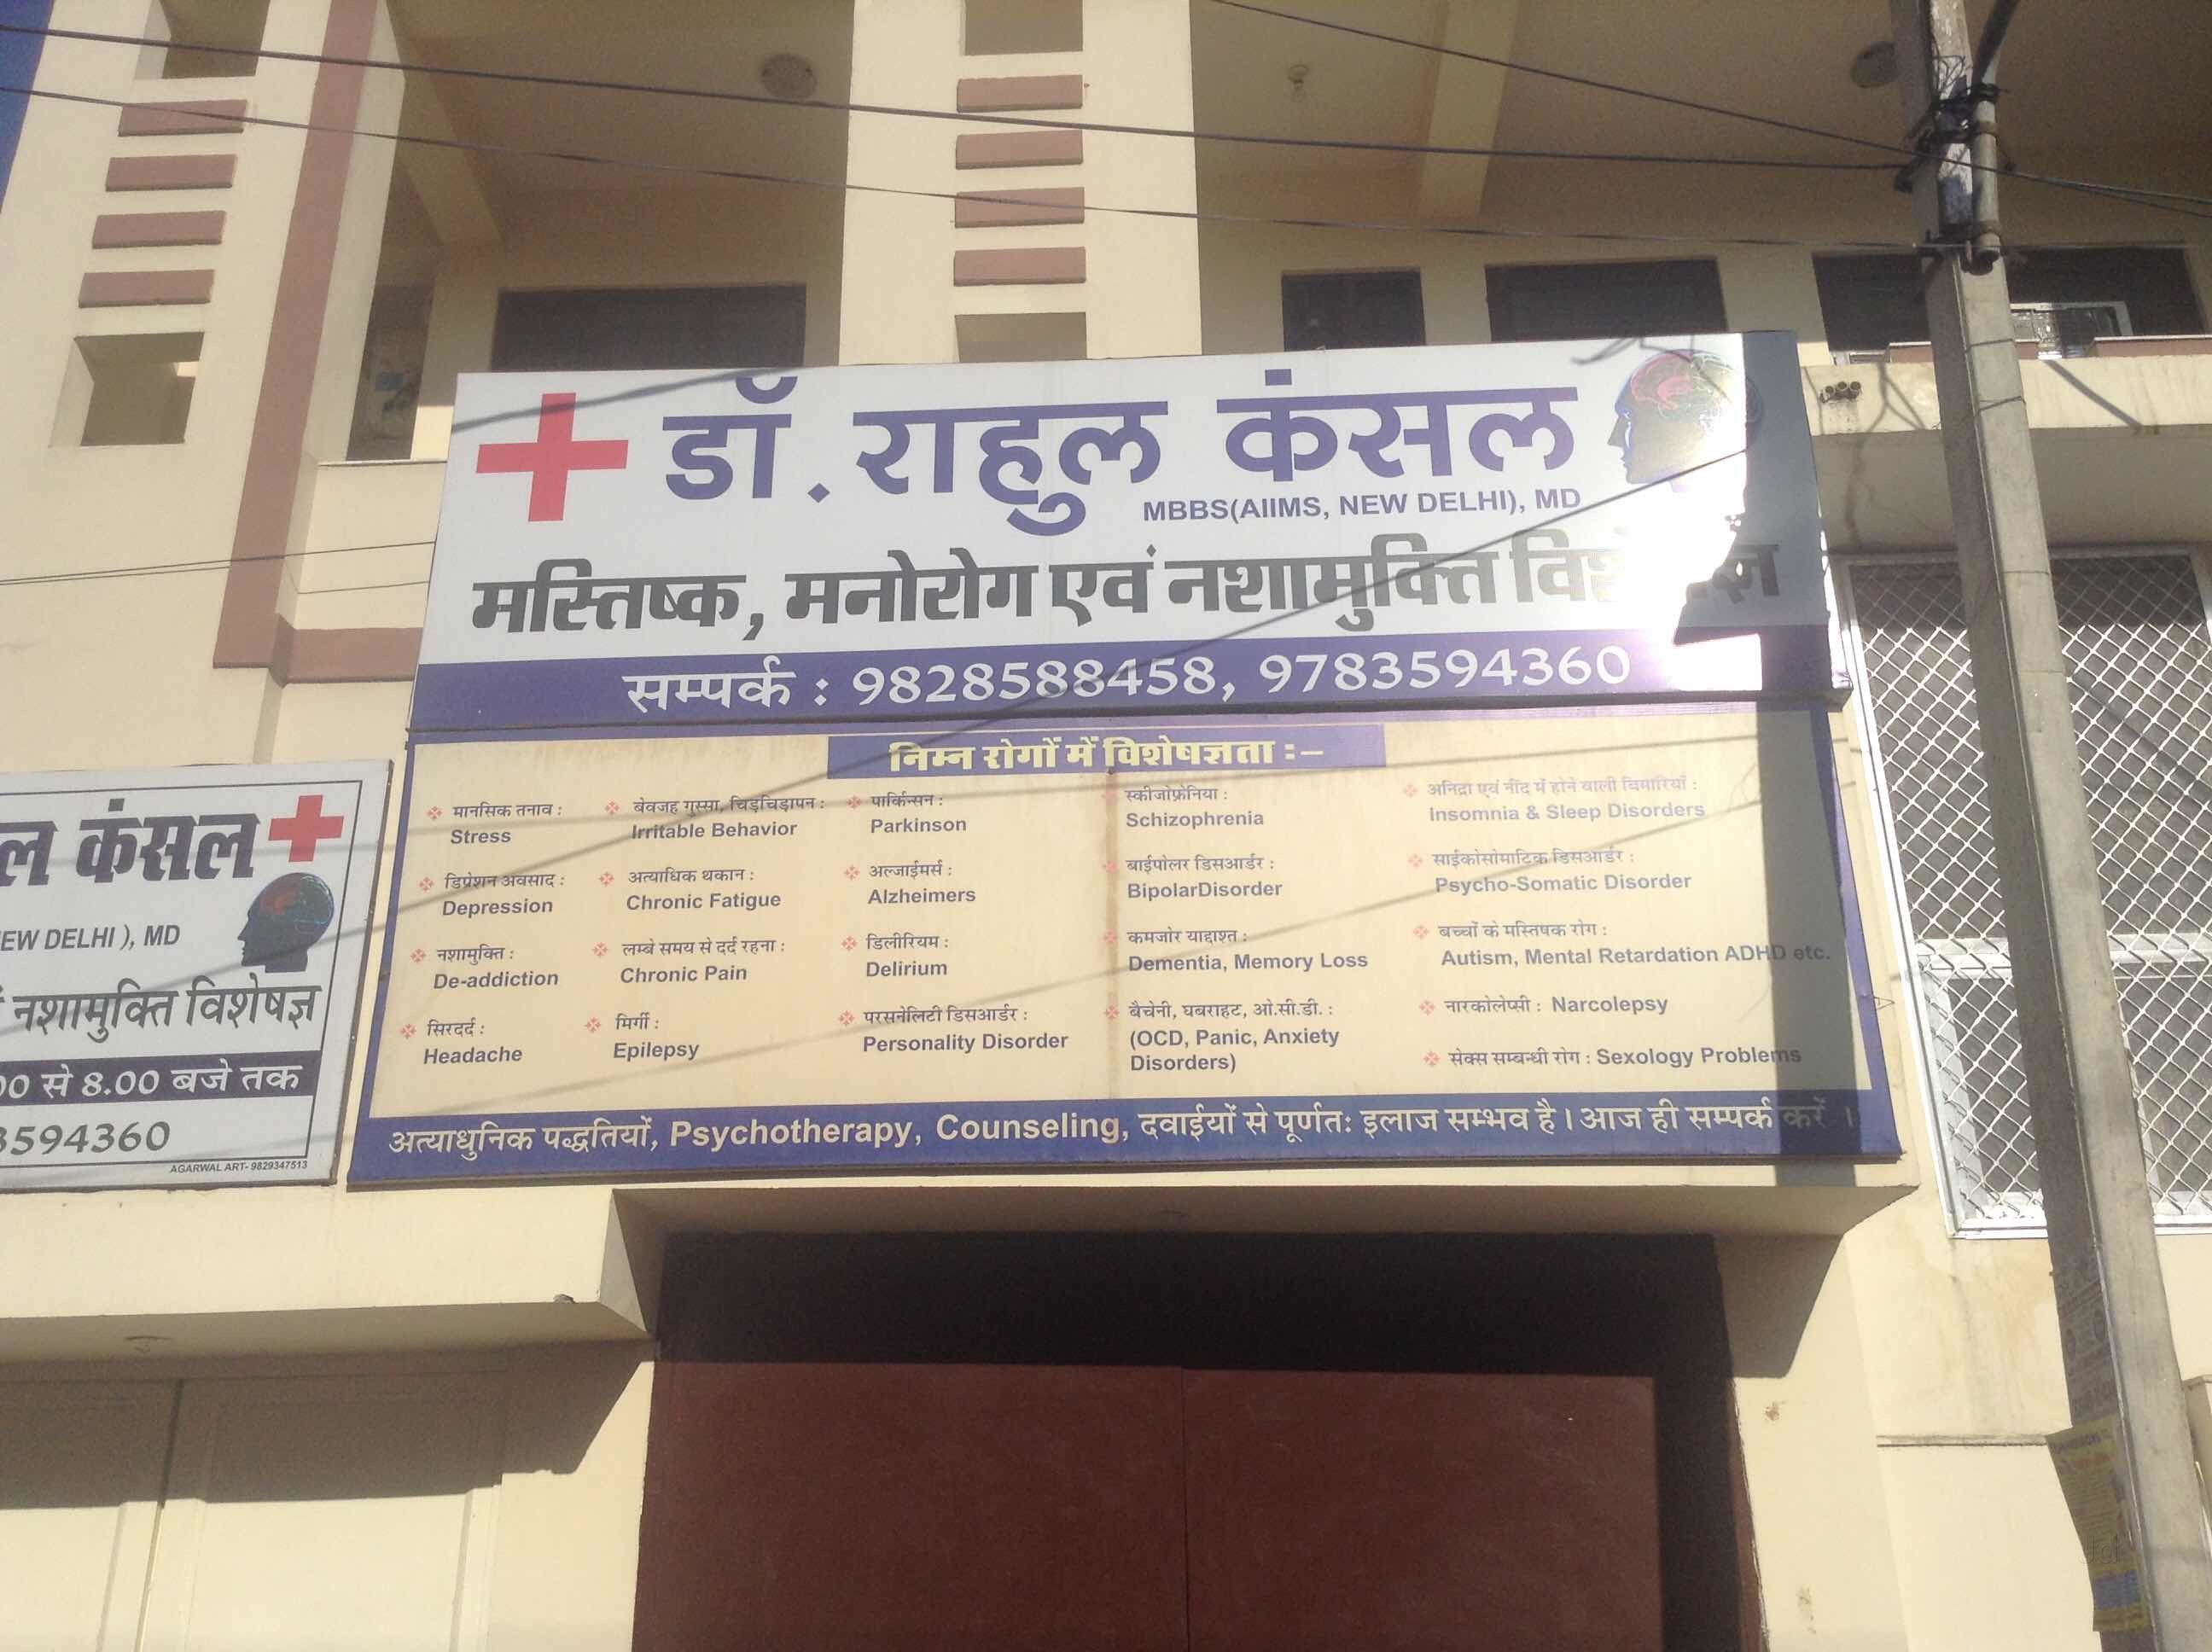 डॉ. राहुल कंसल
MBBS(AIIMS, NEW DELHI), MD
मस्तिष्क, मनोरोग एवं नशामुक्ति
सम्पर्क : 9828588458, 9783594360
निम्न रोगों में विशेषज्ञता :–
मानसिक तनाव :
Stress
डिप्रेशन अवसाद :
Depression
नशामुक्ति :
De-addiction
सिरदर्द :
Headache
बेवजह गुस्सा, चिड़चिड़ापन :
Irritable Behavior
अत्याधिक थकान :
Chronic Fatigue
लम्बे समय से दर्द रहना :
Chronic Pain
मिर्गी :
Epilepsy
पार्किन्सन :
Parkinson
अल्जाईमर्स :
Alzheimers
डिलीरियम :
Delirium
परसनेलिटी डिसआर्डर :
Personality Disorder
स्कीजोफ्रेनिया :
Schizophrenia
बाईपोलर डिसआर्डर :
BipolarDisorder
कमजोर याद्दाश्त :
Dementia, Memory Loss
बैचेनी, घबराहट, ओ.सी.डी. :
(OCD, Panic, Anxiety
Disorders)
अनिद्रा एवं नींद में होने वाली बिमारियाँ :
Insomnia & Sleep Disorders
साईकोसोमाटिक डिसआर्डर :
Psycho-Somatic Disorder
बच्चों के मस्तिषक रोग :
Autism, Mental Retardation ADHD etc.
नारकोलेप्सी : Narcolepsy
सेक्स सम्बन्धी रोग : Sexology Problems
अत्याधुनिक पद्धतियों, Psychotherapy, Counseling, दवाईयों से पूर्णतः इलाज सम्भव है। आज ही सम्पर्क करें ।
ल कंसल
EW DELHI ), MD
नशामुक्ति विशेषज्ञ
00 से 8.00 बजे तक
3594360
AGARWAL ART- 9829347513